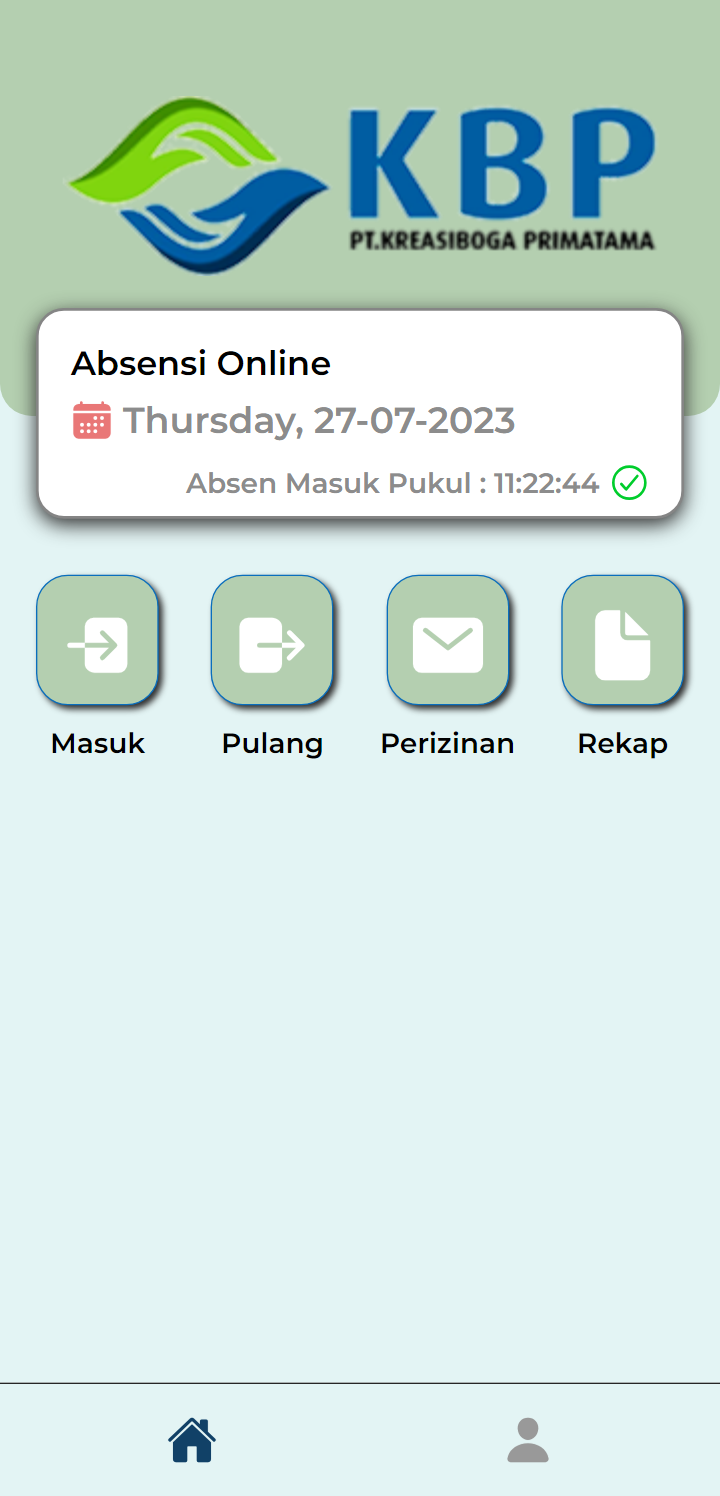 KBP
PT.KREASIBOGA PRIMATAMA
Absensi Online
Thursday, 27-07-2023
Absen Masuk Pukul : 11:22:44
Masuk Pulang Perizinan Rekap